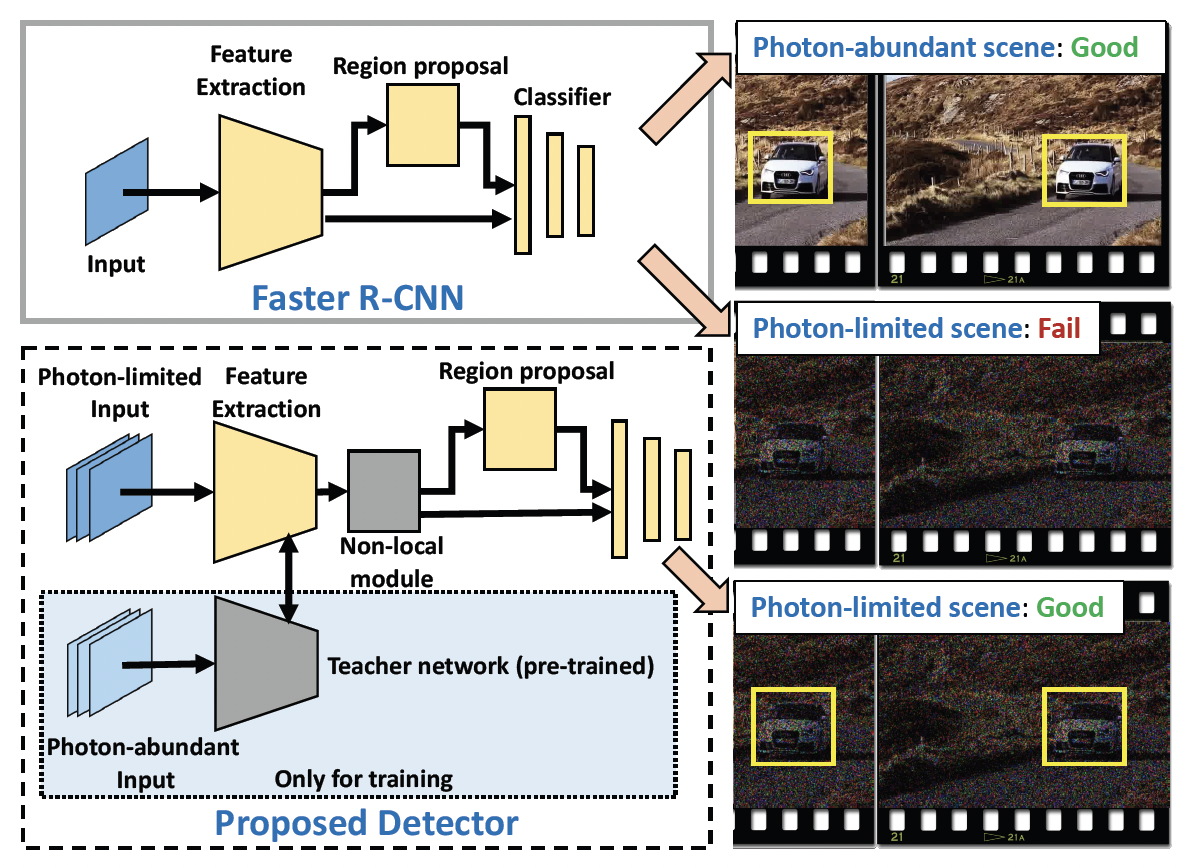 Feature
Extraction
Region proposal
Classifier
Input
Faster R-CNN
Photon-abundant scene: Good
21
21A
Photon-limited scene: Fail
21
21A
Photon-limited
Input
Feature
Extraction
Region proposal
Non-local
module
Teacher network (pre-trained)
Photon-abundant
Input
Only for training
Proposed Detector
Photon-limited scene: Good
21
21A